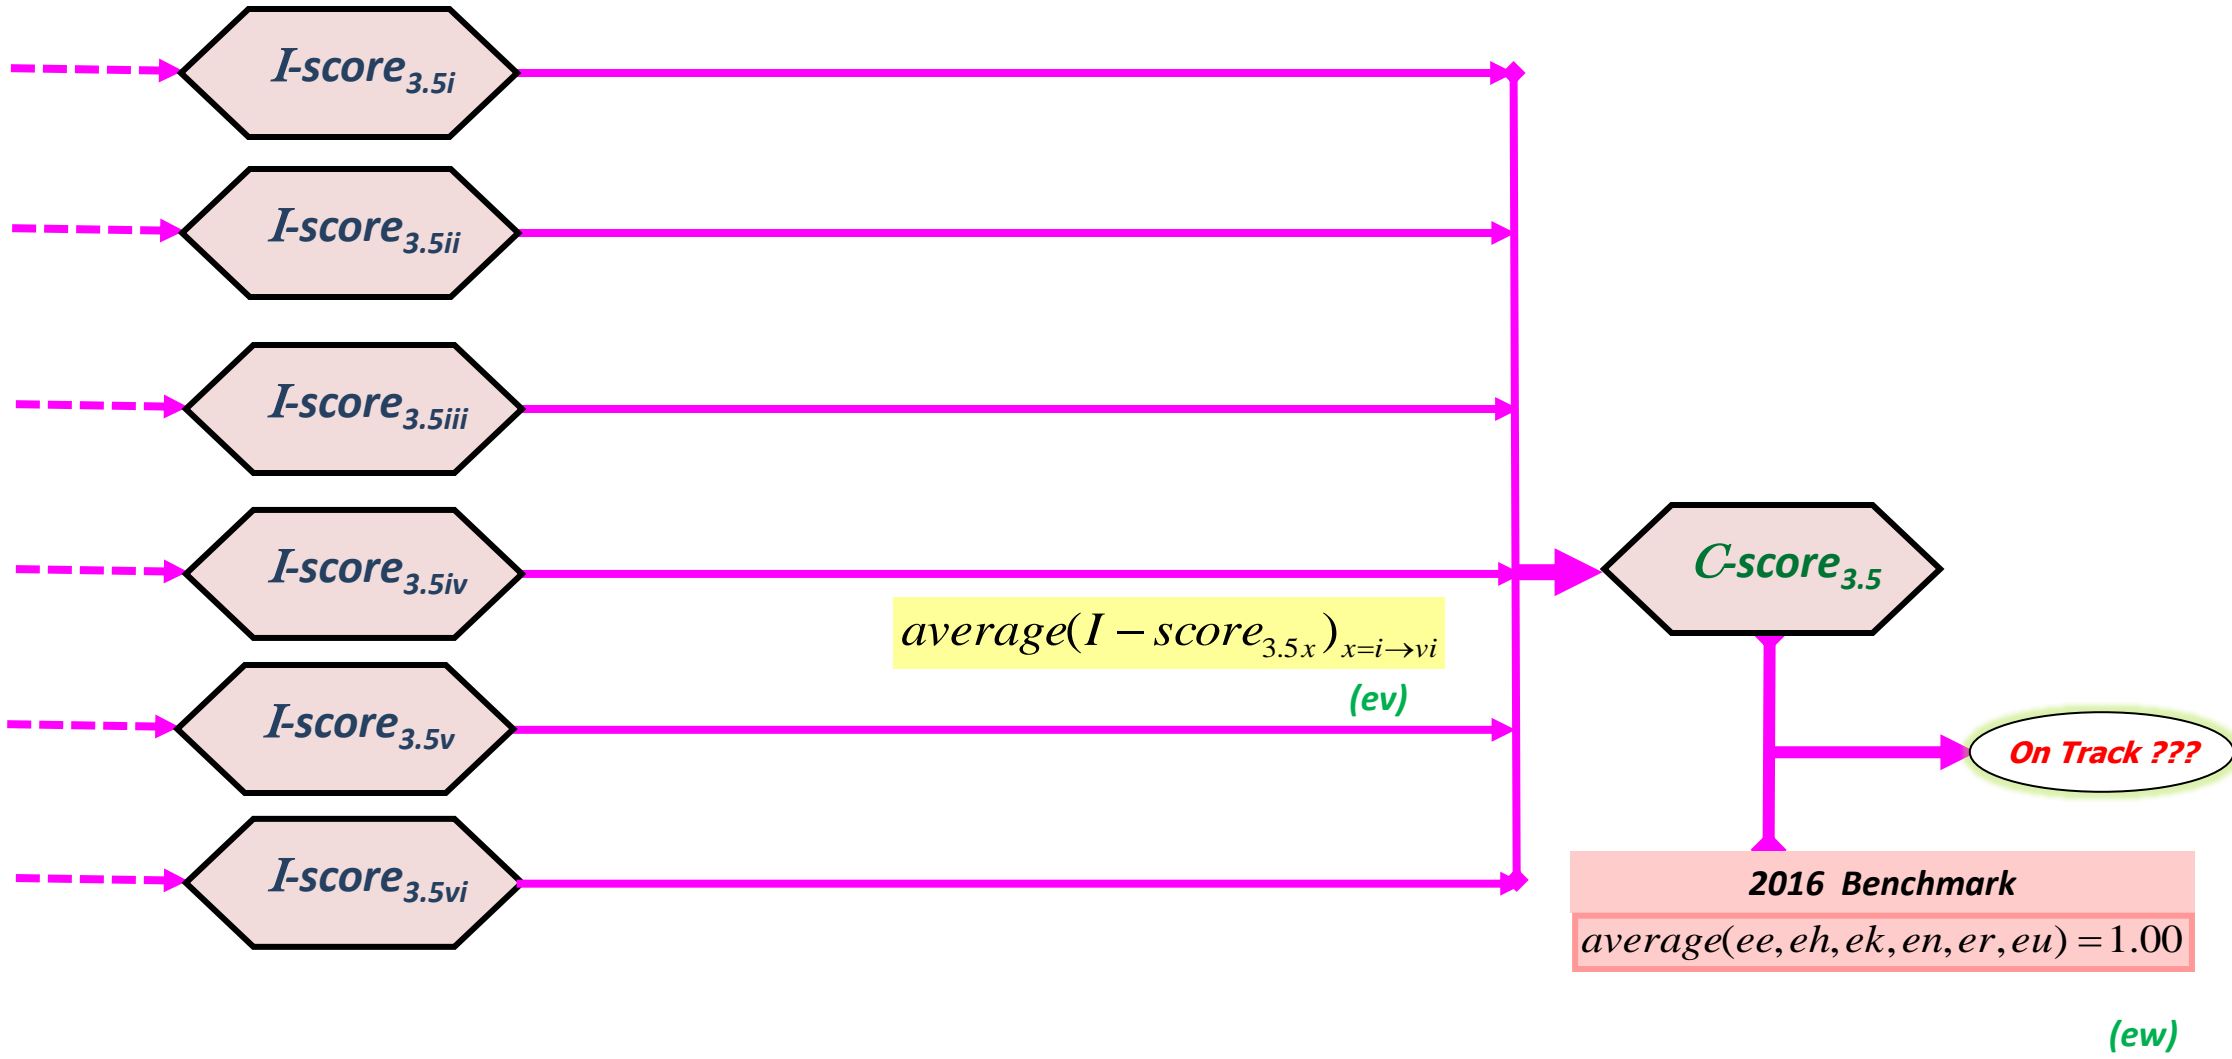 I-score3.5i
I-score3.5ii
I-score3.5iii
I-score3.5iv
C-score3.5
average(I − score3.5x)x=i→vi
(ev)
I-score3.5v
On Track ???
I-score3.5vi
2016 Benchmark
average(ee,eh,ek,en,er,eu) = 1.00
(ew)